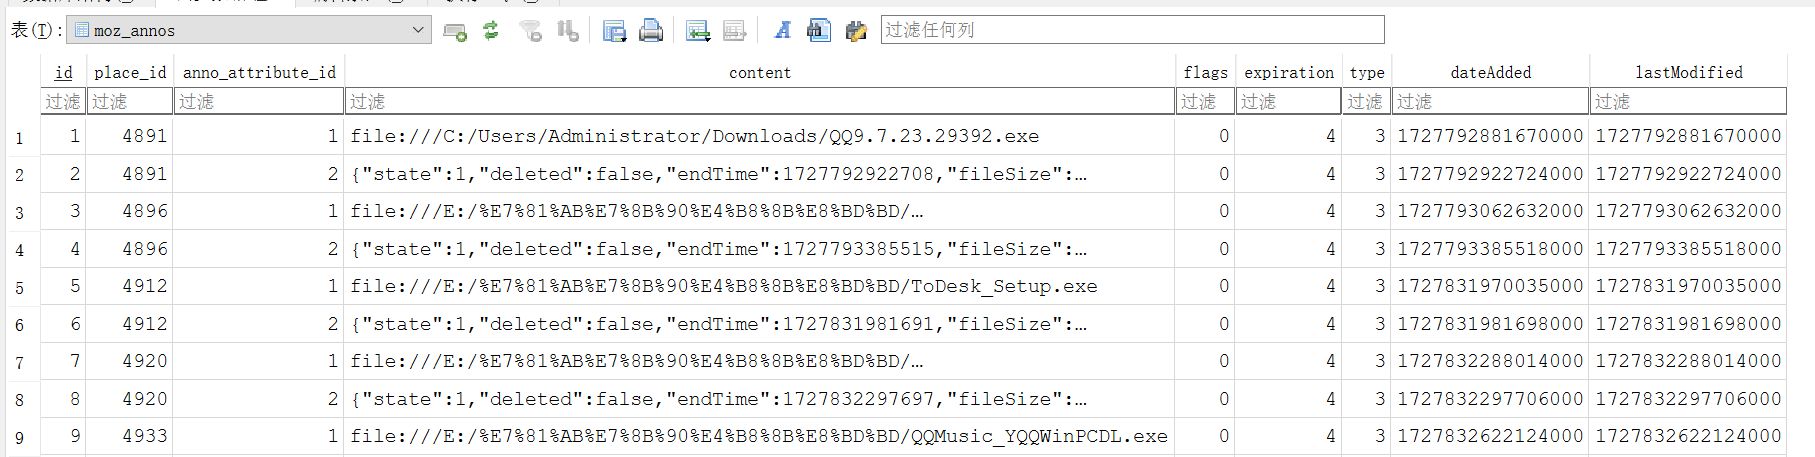 表(T): moz_annos 过滤任何列
id place_id anno_attribute_id content flags expiration type dateAdded lastModified
过滤 过滤 过滤 过滤 过滤 过滤 过滤 过滤 过滤
1 1 4891 1 file:///C:/Users/Administrator/Downloads/QQ9.7.23.29392.exe 0 4 3 1727792881670000 1727792881670000
2 2 4891 2 {"state":1,"deleted":false,"endTime":1727792922708,"fileSize":… 0 4 3 1727792922724000 1727792922724000
3 3 4896 1 file:///E:/%E7%81%AB%E7%8B%90%E4%B8%8B%E8%BD%BD/… 0 4 3 1727793062632000 1727793062632000
4 4 4896 2 {"state":1,"deleted":false,"endTime":1727793385515,"fileSize":… 0 4 3 1727793385518000 1727793385518000
5 5 4912 1 file:///E:/%E7%81%AB%E7%8B%90%E4%B8%8B%E8%BD%BD/ToDesk_Setup.exe 0 4 3 1727831970035000 1727831970035000
6 6 4912 2 {"state":1,"deleted":false,"endTime":1727831981691,"fileSize":… 0 4 3 1727831981698000 1727831981698000
7 7 4920 1 file:///E:/%E7%81%AB%E7%8B%90%E4%B8%8B%E8%BD%BD/… 0 4 3 1727832288014000 1727832288014000
8 8 4920 2 {"state":1,"deleted":false,"endTime":1727832297697,"fileSize":… 0 4 3 1727832297706000 1727832297706000
9 9 4933 1 file:///E:/%E7%81%AB%E7%8B%90%E4%B8%8B%E8%BD%BD/QQMusic_YQQWinPCDL.exe 0 4 3 1727832622124000 1727832622124000